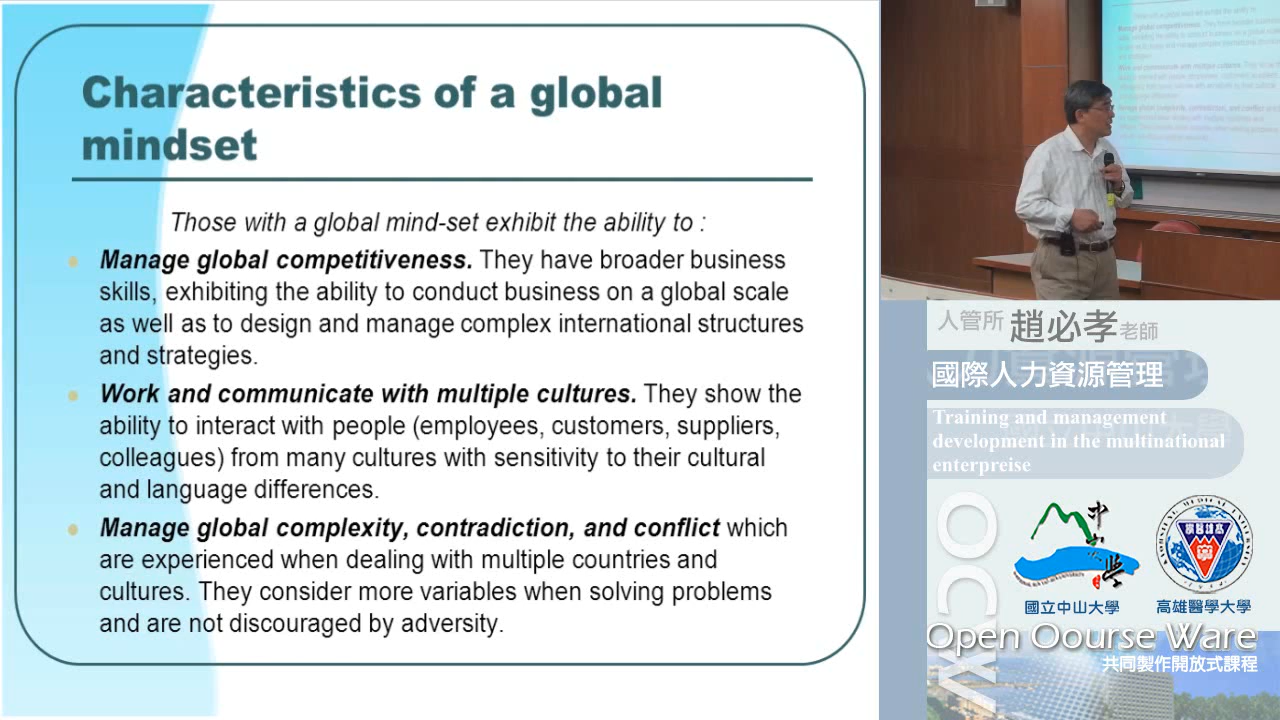 Characteristics of a global
mindset
Those with a global mind-set exhibit the ability to :
Manage global competitiveness. They have broader business
skills, exhibiting the ability to conduct business on a global scale
as well as to design and manage complex international structures
and strategies.
Work and communicate with multiple cultures. They show the
ability to interact with people (employees, customers, suppliers,
colleagues) from many cultures with sensitivity to their cultural
and language differences.
Manage global complexity, contradiction, and conflict which
are experienced when dealing with multiple countries and
cultures. They consider more variables when solving problems
and are not discouraged by adversity.
人管所 趙必孝老師
國際人力資源管理
Training and management
development in the multinational
enterpreise
OCW
中山大學
國立中山大學
高雄醫學大學
Open Oourse Ware
共同製作開放式課程